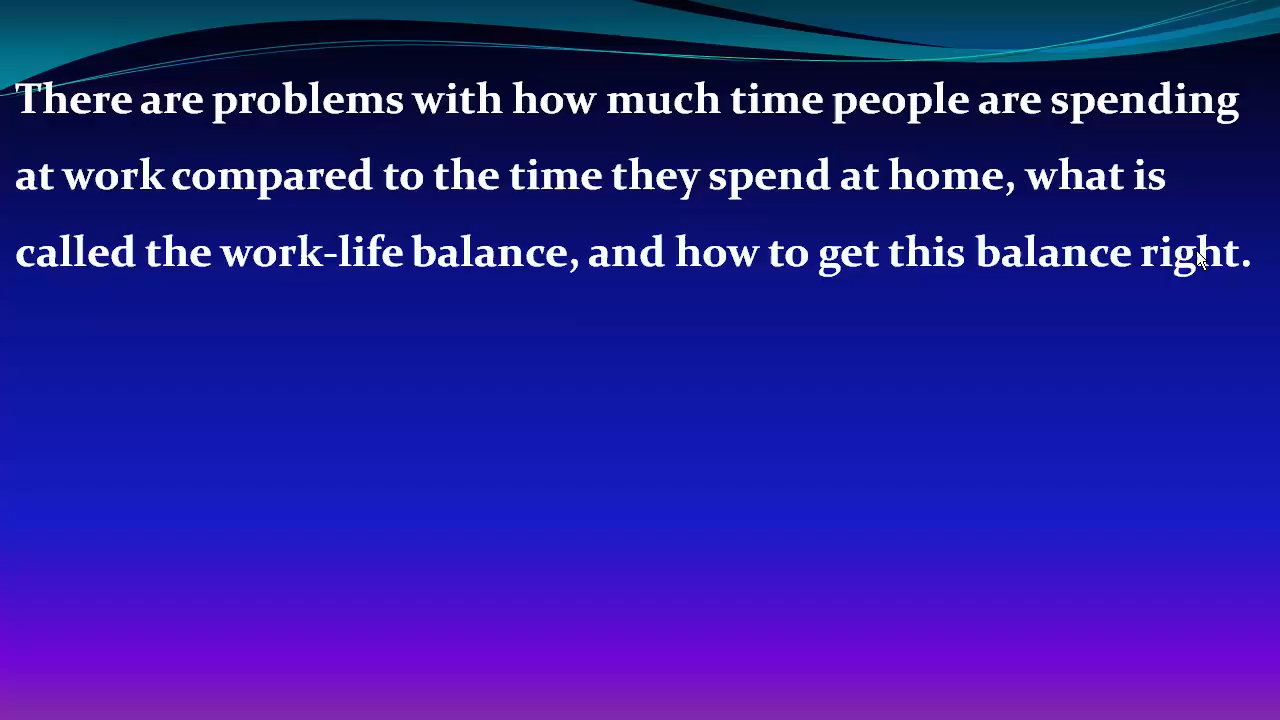 There are problems with how much time people are spending
at work compared to the time they spend at home, what is
called the work-life balance, and how to get this balance right.